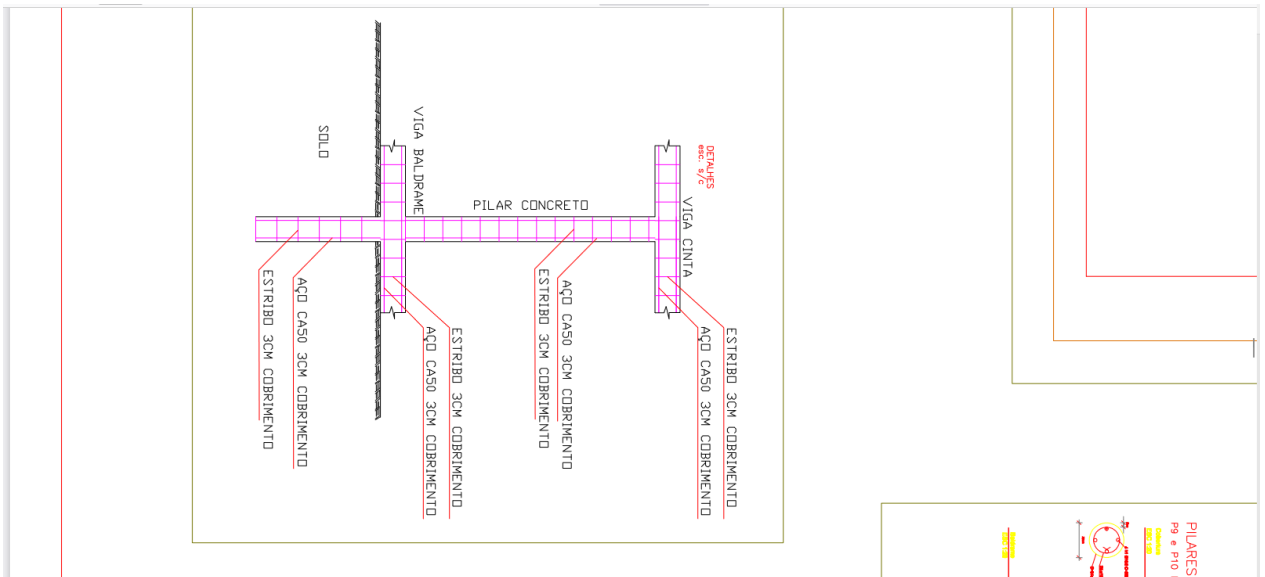 DETALHES
esc. s/c
VIGA CINTA
ESTRIBO 3CM COBRIMENTO
AÇO CA50 3CM COBRIMENTO
PILAR CONCRETO
AÇO CA50 3CM COBRIMENTO
ESTRIBO 3CM COBRIMENTO
VIGA BALDRAME
ESTRIBO 3CM COBRIMENTO
AÇO CA50 3CM COBRIMENTO
SOLO
AÇO CA50 3CM COBRIMENTO
ESTRIBO 3CM COBRIMENTO
PILARES
P9 e P10